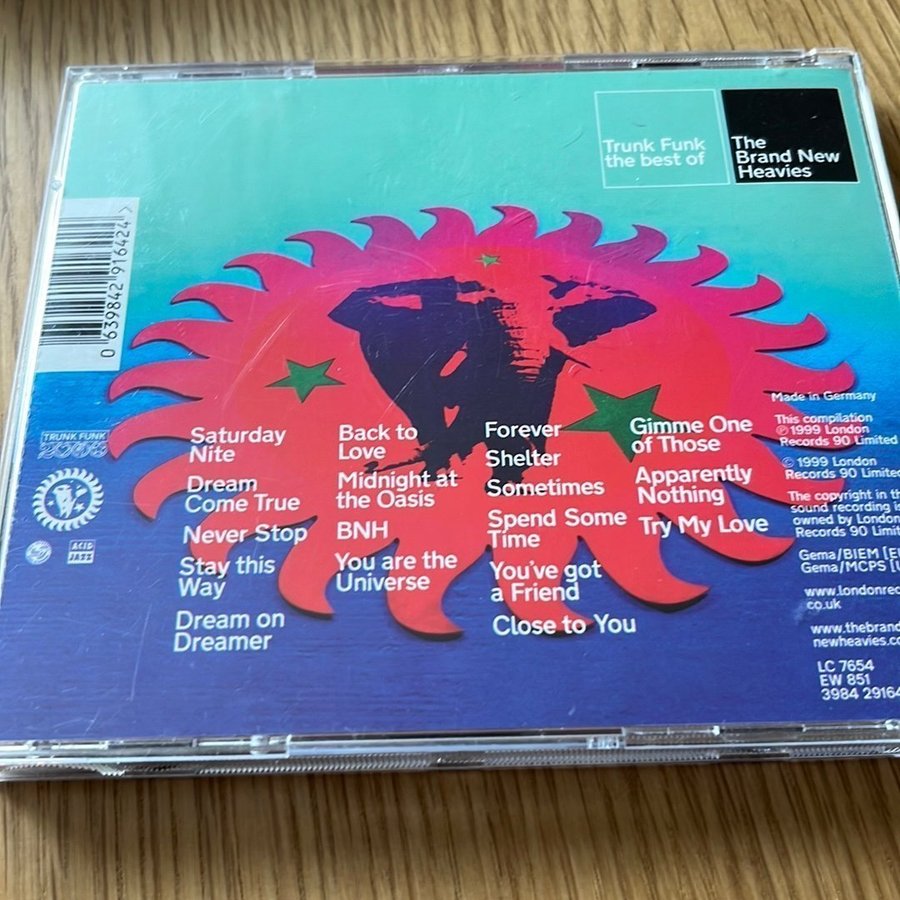 Trunk Funk
the best of
The
Brand New
Heavies
0 639842 916424 >
TRUNK FUNK
ACID
JAZZ
Saturday
Nite
Dream
Come True
Never Stop
Stay this
Way
Dream on
Dreamer
Back to
Love
Midnight at
the Oasis
BNH
You are the
Universe
Forever
Shelter
Sometimes
Spend Some
Time
You've got
a Friend
Close to You
Gimme One
of Those
Apparently
Nothing
Try My Love
Made in Germany
This compilation
℗ 1999 London
Records 90 Limited
© 1999 London
Records 90 Limited
The copyright in
sound recording is
owned by London
Records 90
Gema/BIEM
Gema/MCPS
co.uk
LC 7654
EW 851
3984 29164